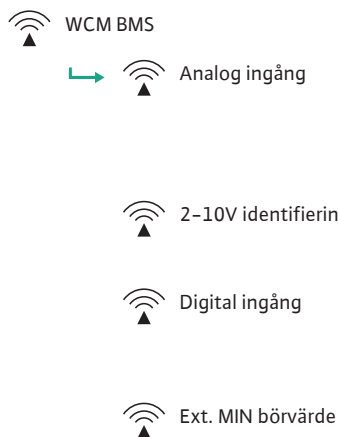 WCM BMS
Analog ingång
2-10V identifierin
Digital ingång
Ext. MIN börvärde